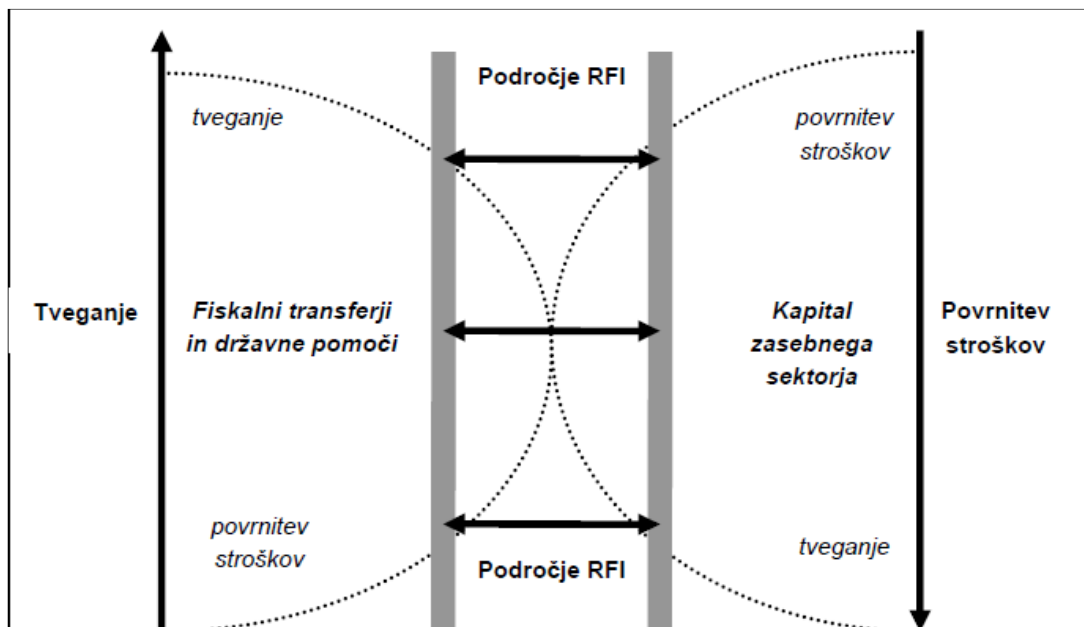 Področje RFI
tveganje
povrnitev
stroškov
Tveganje
Fiskalni transferji
in državne pomoči
Kapital
zasebnega
sektorja
Povrnitev
stroškov
povrnitev
stroškov
tveganje
Področje RFI